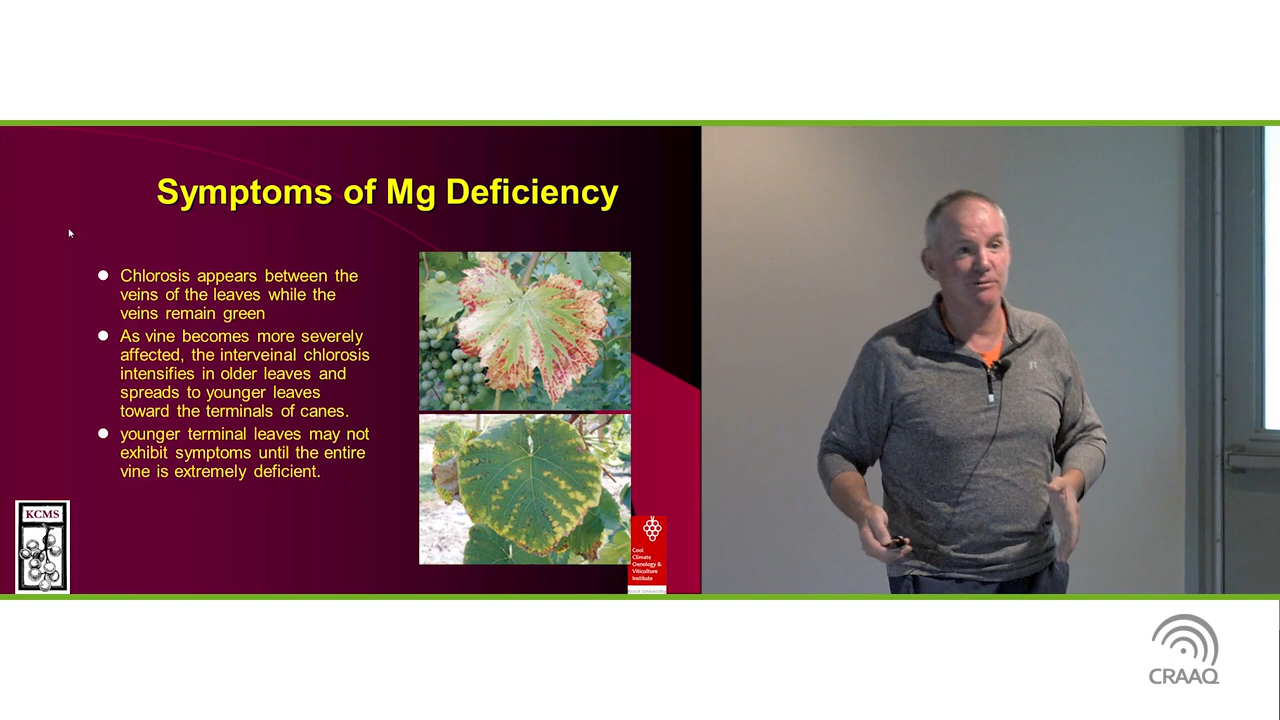 Symptoms of Mg Deficiency
Chlorosis appears between the
veins of the leaves while the
veins remain green
As vine becomes more severely
affected, the interveinal chlorosis
intensifies in older leaves and
spreads to younger leaves
toward the terminals of canes.
younger terminal leaves may not
exhibit symptoms until the entire
vine is extremely deficient.
KCMS
Cool
Climate
Oenology &
Viticulture
Institute
Brock University
R
CRAAQ